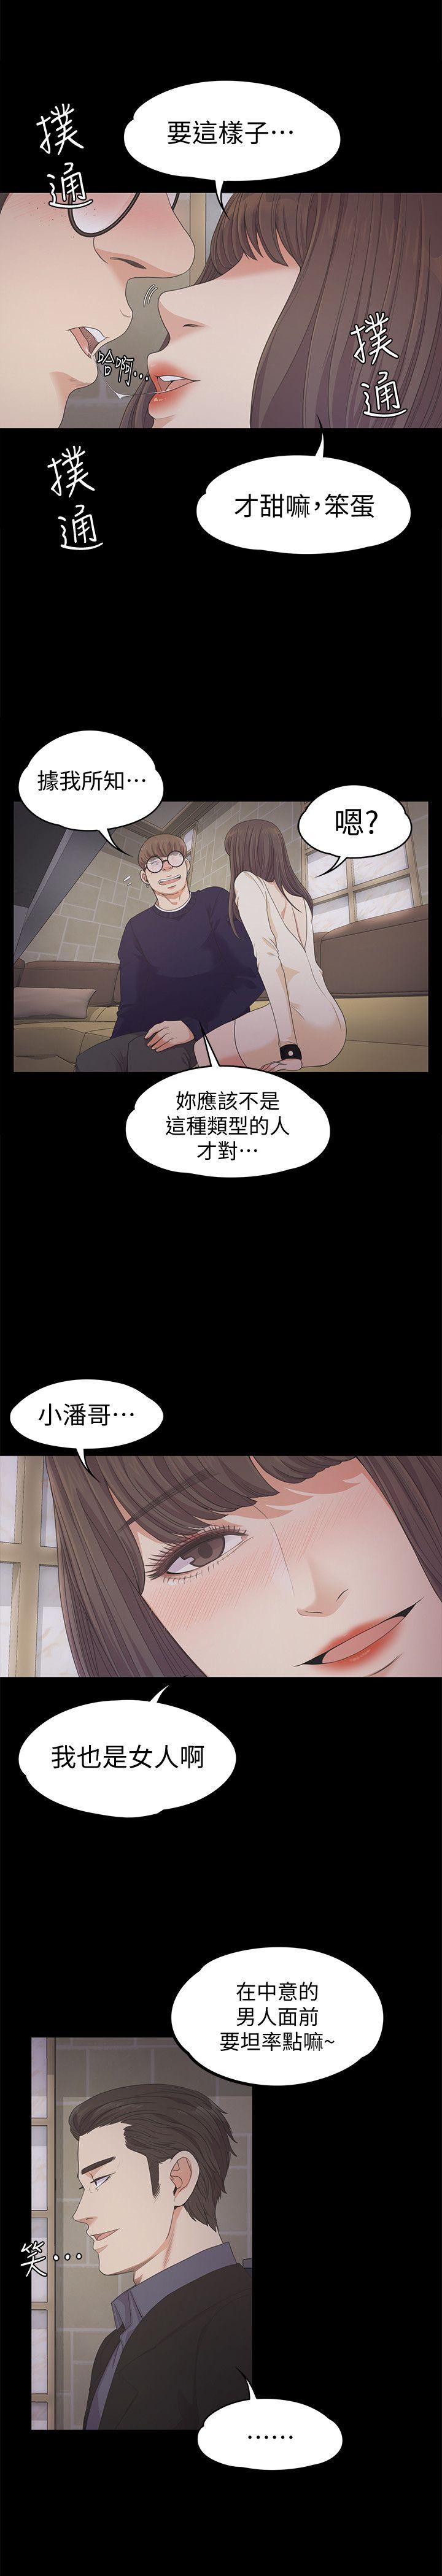 要這樣子…
撲通
哈啊…
撲通
撲通
才甜嘛,笨蛋
據我所知…
嗯?
妳應該不是
這種類型的人
才對…
小潘哥…
我也是女人啊
在中意的
男人面前
要坦率點嘛~
笑…
……